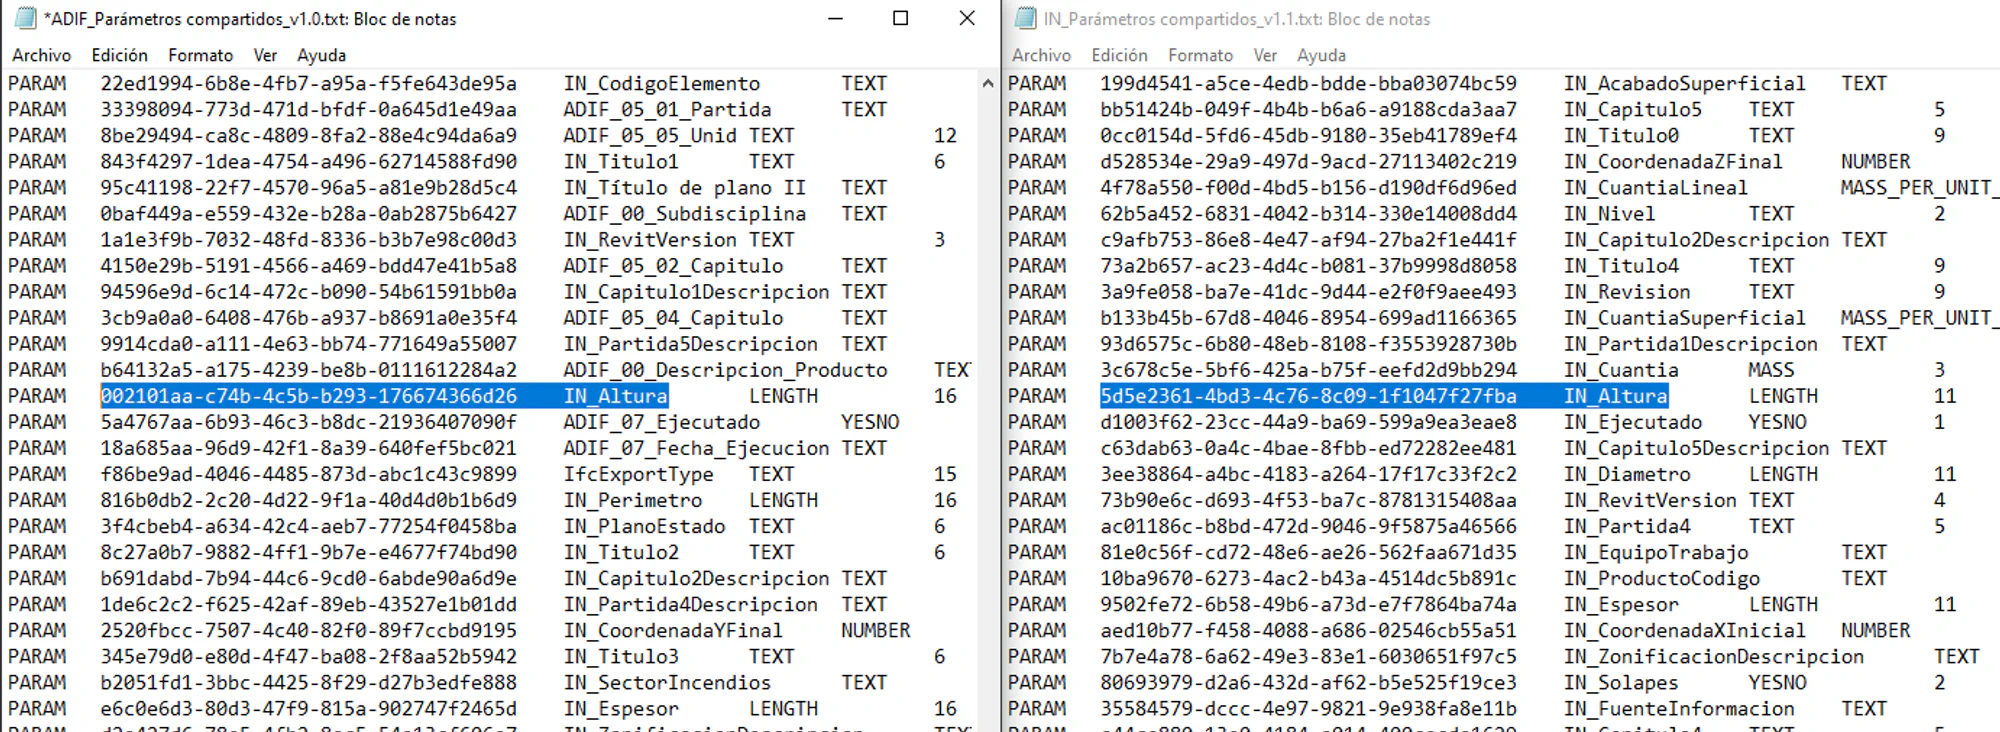 *ADIF_Parámetros compartidos_v1.0.txt: Bloc de notas
Archivo Edición Formato Ver Ayuda
PARAM 22ed1994-6b8e-4fb7-a95a-f5fe643de95a IN_CodigoElemento TEXT
PARAM 33398094-773d-471d-bfdf-0a645d1e49aa ADIF_05_01_Partida TEXT
PARAM 8be29494-ca8c-4809-8fa2-88e4c94da6a9 ADIF_05_05_Unid TEXT 12
PARAM 843f4297-1dea-4754-a496-62714588fd90 IN_Titulo1 TEXT 6
PARAM 95c41198-22f7-4570-96a5-a81e9b28d5c4 IN_Título de plano II TEXT
PARAM 0baf449a-e559-432e-b28a-0ab2875b6427 ADIF_00_Subdisciplina TEXT
PARAM 1a1e3f9b-7032-48fd-8336-b3b7e98c00d3 IN_RevitVersion TEXT 3
PARAM 4150e29b-5191-4566-a469-bdd47e41b5a8 ADIF_05_02_Capitulo TEXT
PARAM 94596e9d-6c14-472c-b090-54b61591bb0a IN_Capitulo1Descripcion TEXT
PARAM 3cb9a0a0-6408-476b-a937-b8691a0e35f4 ADIF_05_04_Capitulo TEXT
PARAM 9914cda0-a111-4e63-bb74-771649a55007 IN_Partida5Descripcion TEXT
PARAM b64132a5-a175-4239-be8b-0111612284a2 ADIF_00_Descripcion_Producto TEX
PARAM 002101aa-c74b-4c5b-b293-176674366d26 IN_Altura LENGTH 16
PARAM 5a4767aa-6b93-46c3-b8dc-21936407090f ADIF_07_Ejecutado YESNO
PARAM 18a685aa-96d9-42f1-8a39-640fef5bc021 ADIF_07_Fecha_Ejecucion TEXT
PARAM f86be9ad-4046-4485-873d-abc1c43c9899 IfcExportType TEXT 15
PARAM 816b0db2-2c20-4d22-9f1a-40d4d0b1b6d9 IN_Perimetro LENGTH 16
PARAM 3f4cbeb4-a634-42c4-aeb7-77254f0458ba IN_PlanoEstado TEXT 6
PARAM 8c27a0b7-9882-4ff1-9b7e-e4677f74bd90 IN_Titulo2 TEXT 6
PARAM b691dabd-7b94-44c6-9cd0-6abde90a6d9e IN_Capitulo2Descripcion TEXT
PARAM 1de6c2c2-f625-42af-89eb-43527e1b01dd IN_Partida4Descripcion TEXT
PARAM 2520fbcc-7507-4c40-82f0-89f7ccbd9195 IN_CoordenadaYFinal NUMBER
PARAM 345e79d0-e80d-4f47-ba08-2f8aa52b5942 IN_Titulo3 TEXT 6
PARAM b2051fd1-3bbc-4425-8f29-d27b3edfe888 IN_SectorIncendios TEXT
PARAM e6c0e6d3-80d3-47f9-815a-902747f2465d IN_Espesor LENGTH 16
IN_Parámetros compartidos_v1.1.txt: Bloc de notas
Archivo Edición Formato Ver Ayuda
PARAM 199d4541-a5ce-4edb-bdde-bba03074bc59 IN_AcabadoSuperficial TEXT
PARAM bb51424b-049f-4b4b-b6a6-a9188cda3aa7 IN_Capitulo5 TEXT 5
PARAM 0cc0154d-5fd6-45db-9180-35eb41789ef4 IN_Titulo0 TEXT 9
PARAM d528534e-29a9-497d-9acd-27113402c219 IN_CoordenadaZFinal NUMBER
PARAM 4f78a550-f00d-4bd5-b156-d190df6d96ed IN_CuantiaLineal MASS_PER_UNIT_
PARAM 62b5a452-6831-4042-b314-330e14008dd4 IN_Nivel TEXT 2
PARAM c9afb753-86e8-4e47-af94-27ba2f1e441f IN_Capitulo2Descripcion TEXT
PARAM 73a2b657-ac23-4d4c-b081-37b9998d8058 IN_Titulo4 TEXT 9
PARAM 3a9fe058-ba7e-41dc-9d44-e2f0f9aee493 IN_Revision TEXT 9
PARAM b133b45b-67d8-4046-8954-699ad1166365 IN_CuantiaSuperficial MASS_PER_UNIT_
PARAM 93d6575c-6b80-48eb-8108-f3553928730b IN_Partida1Descripcion TEXT
PARAM 3c678c5e-5bf6-425a-b75f-eefd2d9bb294 IN_Cuantia MASS 3
PARAM 5d5e2361-4bd3-4c76-8c09-1f1047f27fba IN_Altura LENGTH 11
PARAM d1003f62-23cc-44a9-ba69-599a9ea3eae8 IN_Ejecutado YESNO 1
PARAM c63dab63-0a4c-4bae-8fbb-ed72282ee481 IN_Capitulo5Descripcion TEXT
PARAM 3ee38864-a4bc-4183-a264-17f17c33f2c2 IN_Diametro LENGTH 11
PARAM 73b90e6c-d693-4f53-ba7c-8781315408aa IN_RevitVersion TEXT 4
PARAM ac01186c-b8bd-472d-9046-9f5875a46566 IN_Partida4 TEXT 5
PARAM 81e0c56f-cd72-48e6-ae26-562faa671d35 IN_EquipoTrabajo TEXT
PARAM 10ba9670-6273-4ac2-b43a-4514dc5b891c IN_ProductoCodigo TEXT
PARAM 9502fe72-6b58-49b6-a73d-e7f7864ba74a IN_Espesor LENGTH 11
PARAM aed10b77-f458-4088-a686-02546cb55a51 IN_CoordenadaXInicial NUMBER
PARAM 7b7e4a78-6a62-49e3-83e1-6030651f97c5 IN_ZonificacionDescripcion TEXT
PARAM 80693979-d2a6-432d-af62-b5e525f19ce3 IN_Solapes YESNO 2
PARAM 35584579-dccc-4e97-9821-9e938fa8e11b IN_FuenteInformacion TEXT